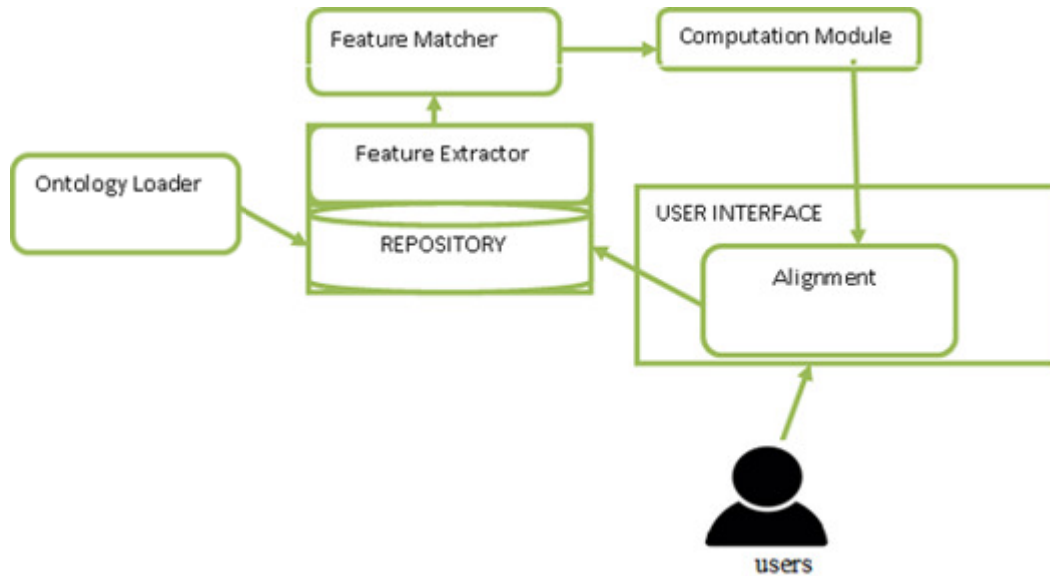 Feature Matcher
Computation Module
Feature Extractor
Ontology Loader
USER INTERFACE
REPOSITORY
Alignment
users